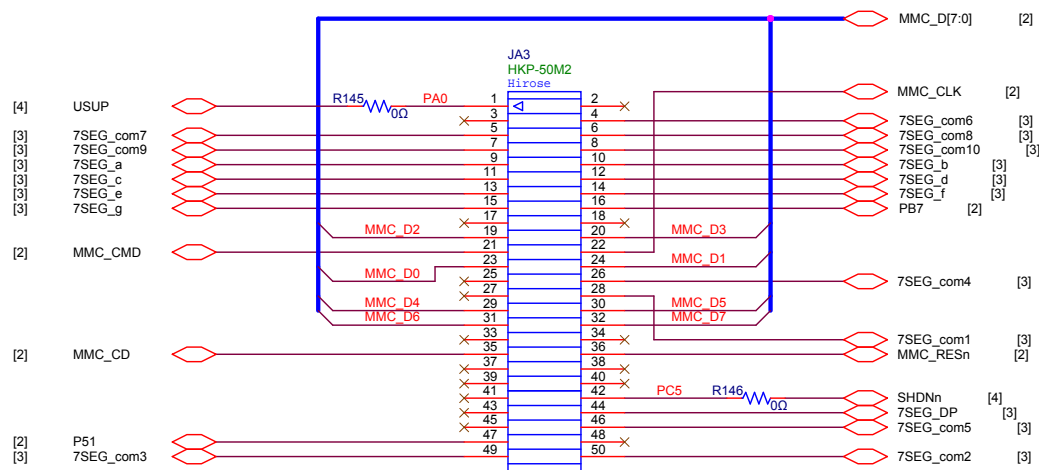 MMC_D[7:0] [2]
JA3
HKP-50M2
Hirose
MMC_CLK [2]
[4] USUP R145 0Ω PA0 1 2
3 4 7SEG_com6 [3]
[3] 7SEG_com7 5 6 7SEG_com8 [3]
[3] 7SEG_com9 7 8 7SEG_com10 [3]
[3] 7SEG_a 9 10 7SEG_b [3]
[3] 7SEG_c 11 12 7SEG_d [3]
[3] 7SEG_e 13 14 7SEG_f [3]
[3] 7SEG_g 15 16 PB7 [2]
17 18
MMC_D2 19 20 MMC_D3
[2] MMC_CMD 21 22
23 24 MMC_D1
MMC_D0 25 26 7SEG_com4 [3]
27 28
MMC_D4 29 30 MMC_D5
MMC_D6 31 32 MMC_D7
33 34 7SEG_com1 [3]
[2] MMC_CD 35 36 MMC_RESn [2]
37 38
39 40
41 42 PC5 R146 0Ω SHDNn [4]
43 44 7SEG_DP [3]
45 46 7SEG_com5 [3]
[2] P51 47 48
[3] 7SEG_com3 49 50 7SEG_com2 [3]